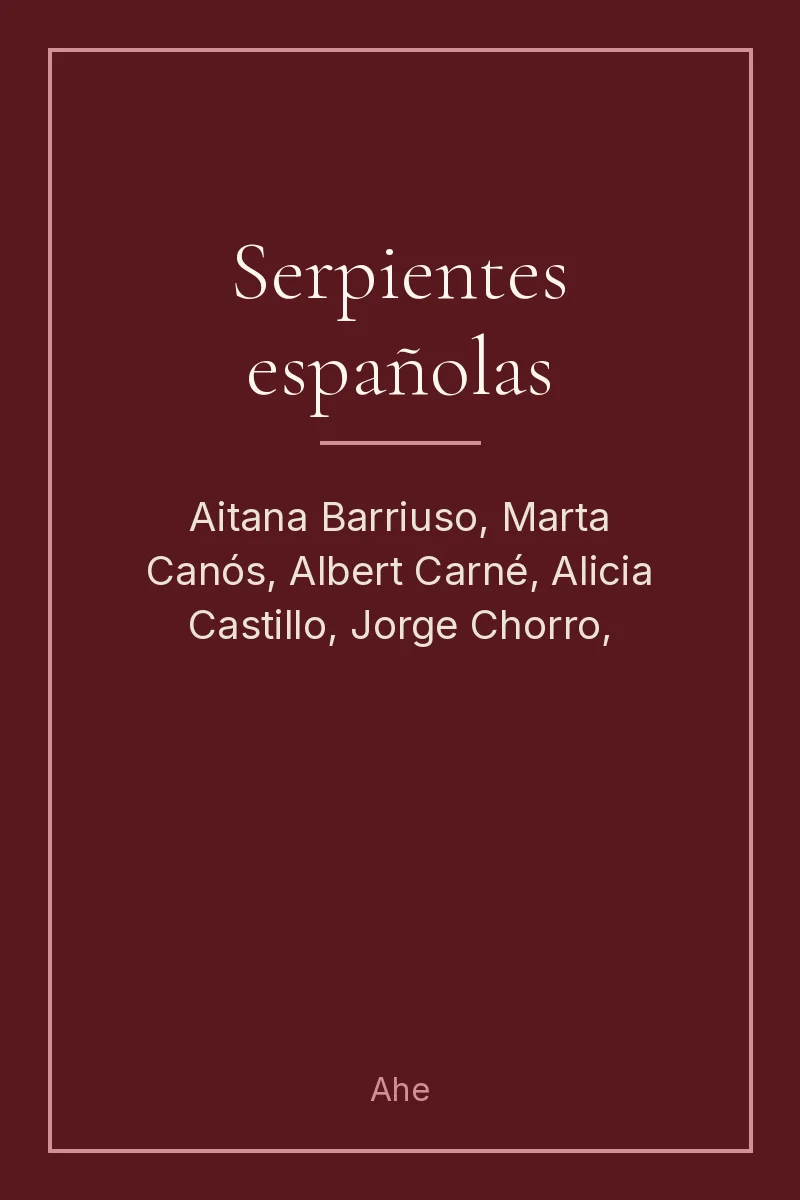 Serpientes
españolas
Aitana Barriuso, Marta
Canós, Albert Carné, Alicia
Castillo, Jorge Chorro,
Ahe